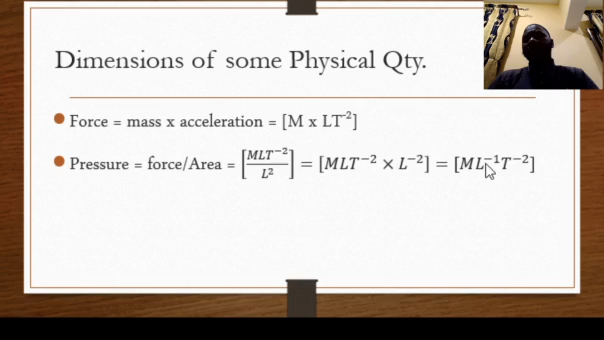 Dimensions of some Physical Qty.
Force = mass x acceleration = [M x LT⁻²]
Pressure = force/Area = [MLT⁻²/L²] = [MLT⁻² × L⁻²] = [ML⁻¹T⁻²]